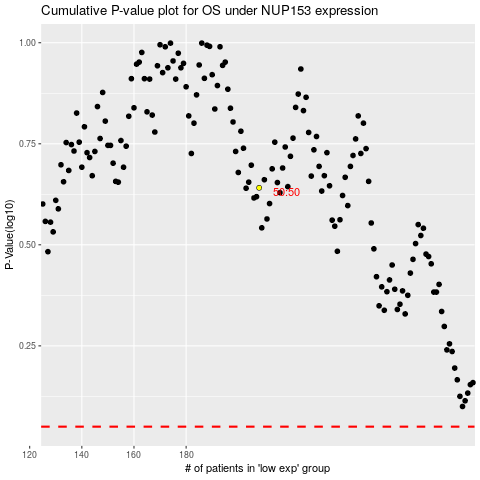 Cumulative P-value plot for OS under NUP153 expression
P-Value(log10)
1.00
0.75
0.50
0.25
50:50
120 140 160 180
# of patients in 'low exp' group